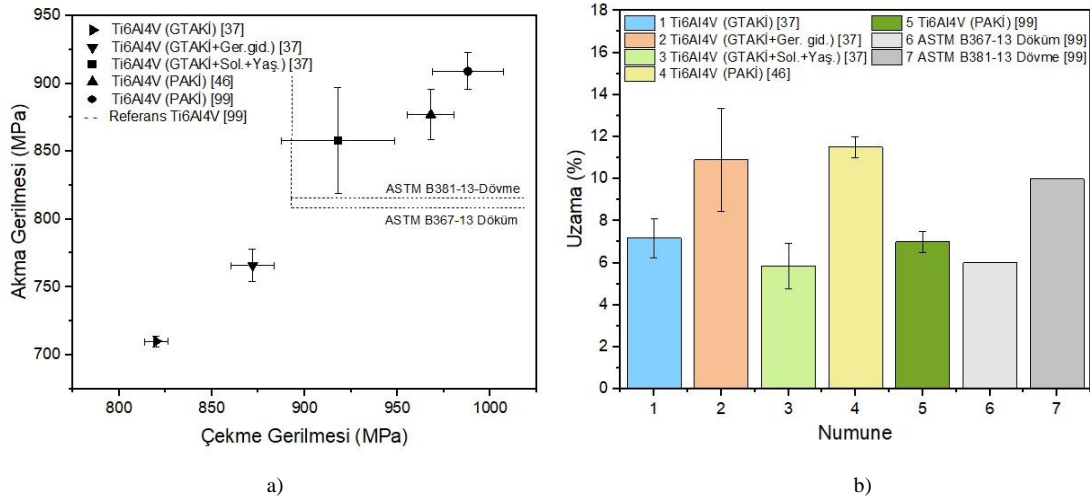 Ti6Al4V (GTAKİ) [37]
Ti6Al4V (GTAKİ+Ger.gid.) [37]
Ti6Al4V (GTAKİ+Sol.+Yaş.) [37]
Ti6Al4V (PAKİ) [46]
Ti6Al4V (PAKİ) [99]
Referans Ti6Al4V [99]
ASTM B381-13-Dövme
ASTM B367-13 Döküm
950
900
850
800
750
700
Akma Gerilmesi (MPa)
800 850 900 950 1000
Çekme Gerilmesi (MPa)
a)
1 Ti6Al4V (GTAKİ) [37]
2 Ti6Al4V (GTAKİ+Ger. gid.) [37]
3 Ti6Al4V (GTAKİ+Sol.+Yaş.) [37]
4 Ti6Al4V (PAKİ) [46]
5 Ti6Al4V (PAKİ) [99]
6 ASTM B367-13 Döküm [99]
7 ASTM B381-13 Dövme [99]
18
16
14
12
10
8
6
4
2
0
Uzama (%)
1 2 3 4 5 6 7
Numune
b)